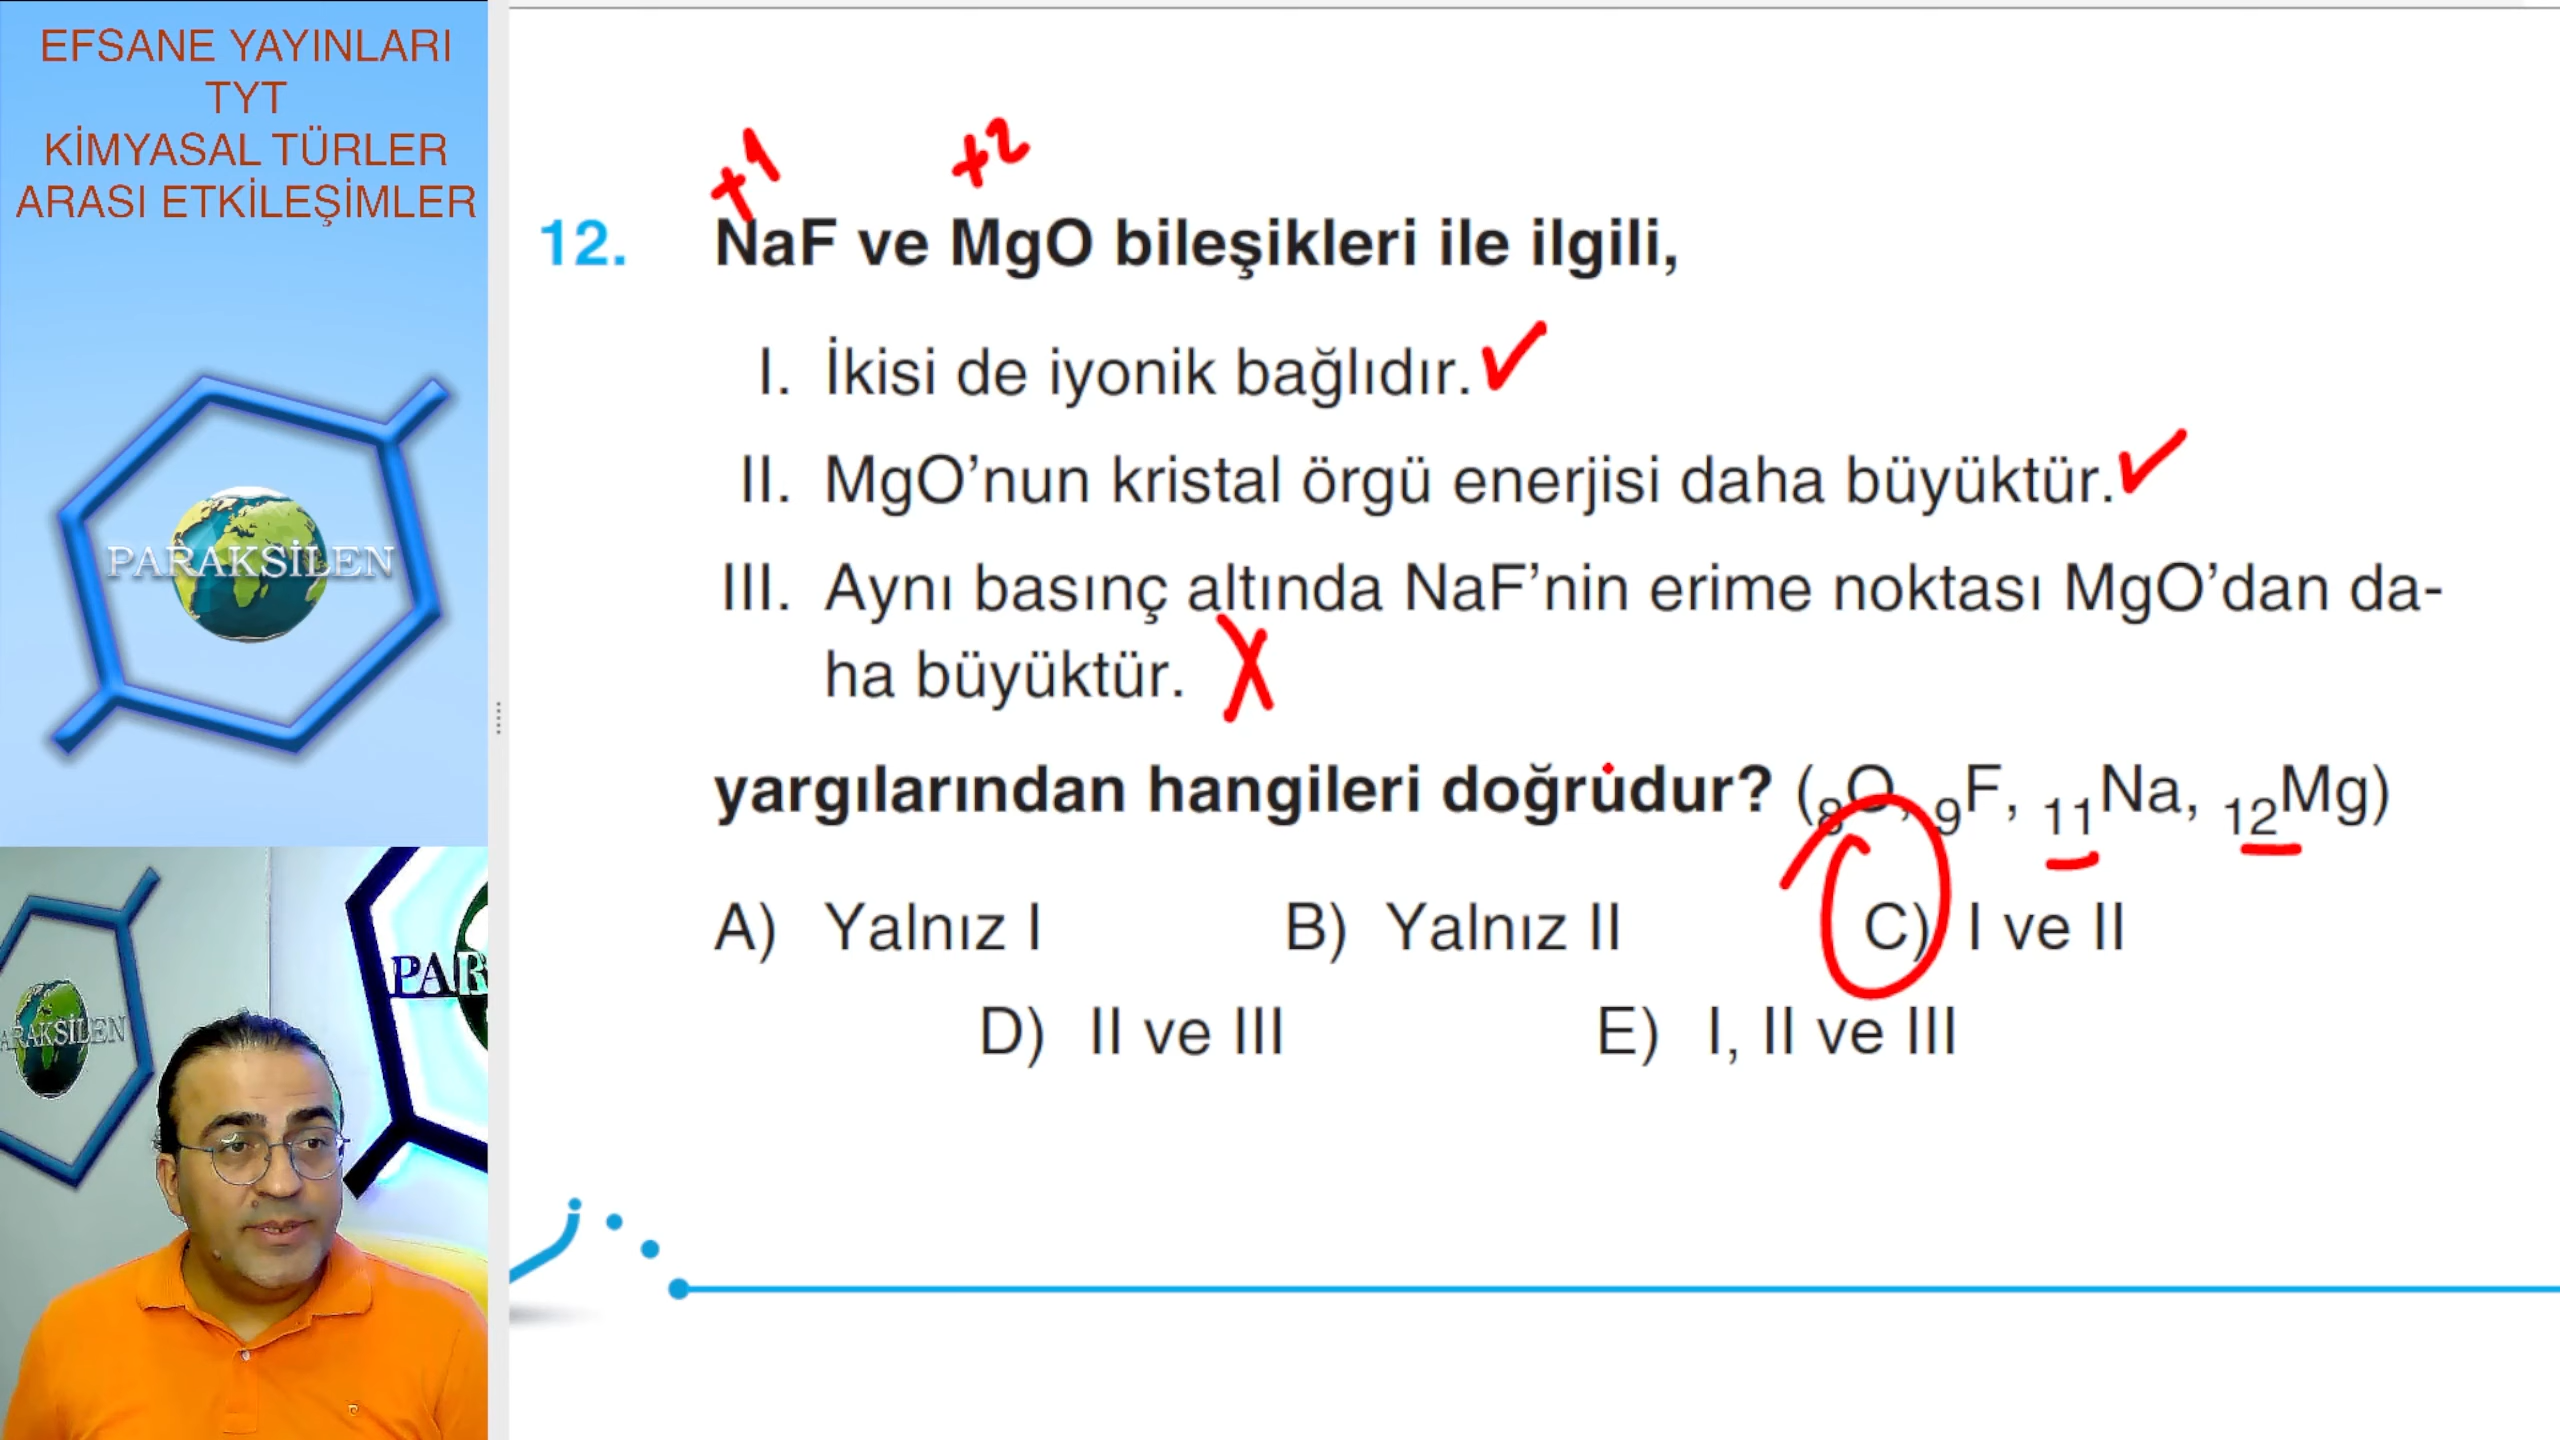 EFSANE YAYINLARI
TYT
KİMYASAL TÜRLER
ARASI ETKİLEŞİMLER
PARAKSİLEN
+1 +2
12. NaF ve MgO bileşikleri ile ilgili,
I. İkisi de iyonik bağlıdır.
II. MgO’nun kristal örgü enerjisi daha büyüktür.
III. Aynı basınç altında NaF’nin erime noktası MgO’dan da-
ha büyüktür.
yargılarından hangileri doğrudur? (₈O, ₉F, ₁₁Na, ₁₂Mg)
A) Yalnız I B) Yalnız II C) I ve II
D) II ve III E) I, II ve III
ARAKSİLEN
PAR